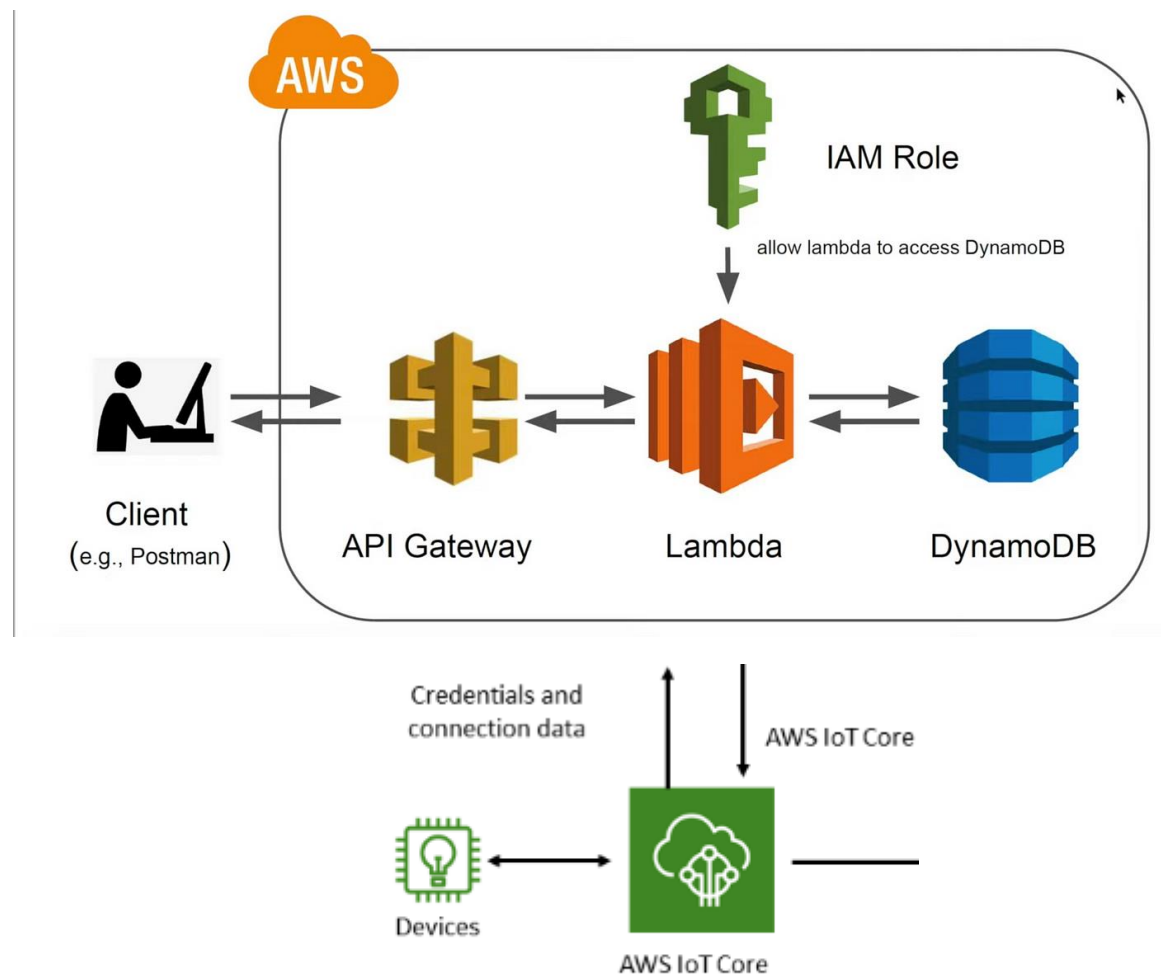 AWS
IAM Role
allow lambda to access DynamoDB
Client
(e.g., Postman)
API Gateway
Lambda
DynamoDB
Credentials and
connection data
AWS IoT Core
Devices
AWS IoT Core